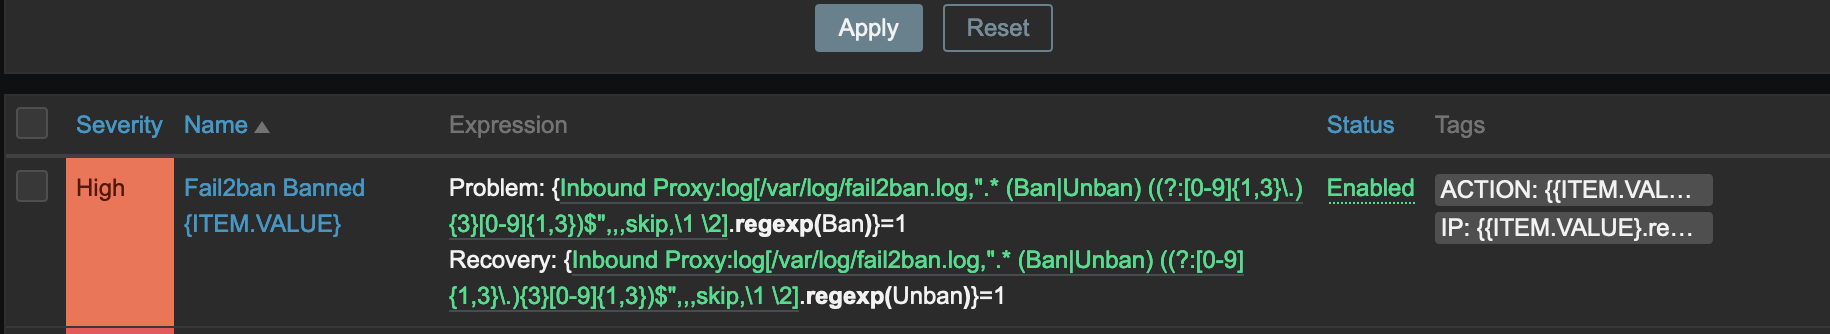 Apply Reset
Severity Name ▲ Expression Status Tags
High Fail2ban Banned Problem: {Inbound Proxy:log[/var/log/fail2ban.log,".* (Ban|Unban) ((?:[0-9]{1,3}\.) Enabled ACTION: {{ITEM.VAL...
{ITEM.VALUE} {3}[0-9]{1,3})$",,,skip,\1 \2].regexp(Ban)}=1 IP: {{ITEM.VALUE}.re...
Recovery: {Inbound Proxy:log[/var/log/fail2ban.log,".* (Ban|Unban) ((?:[0-9]
{1,3}\.){3}[0-9]{1,3})$",,,skip,\1 \2].regexp(Unban)}=1